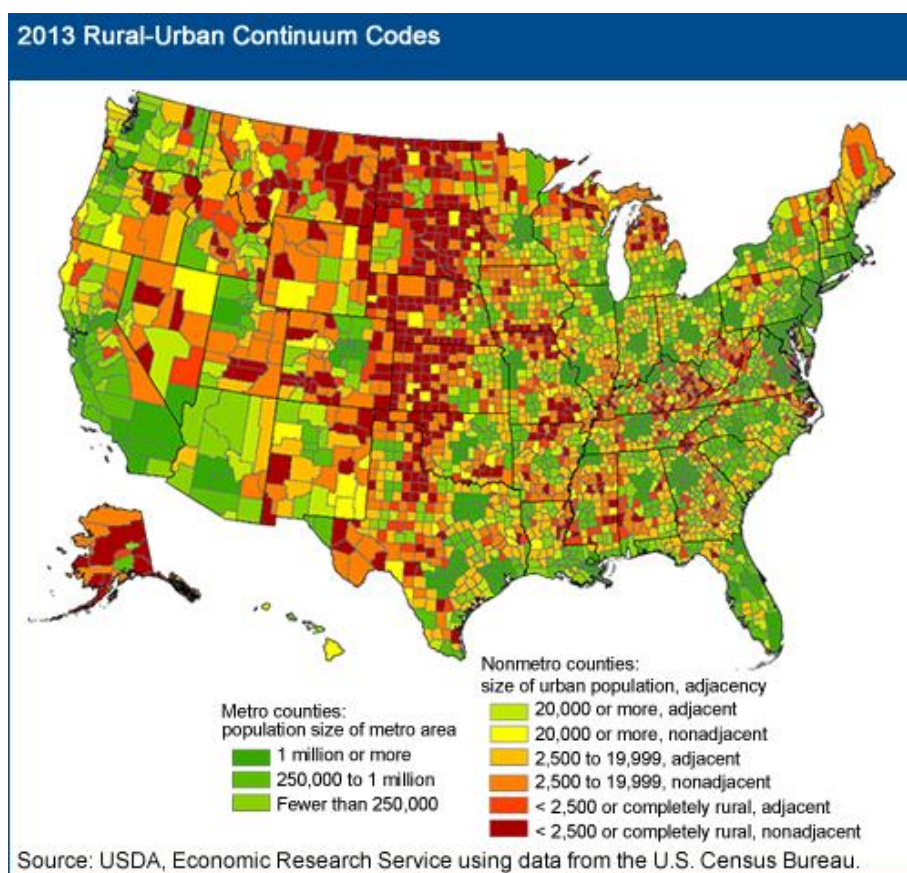 2013 Rural-Urban Continuum Codes
Metro counties:
population size of metro area
1 million or more
250,000 to 1 million
Fewer than 250,000
Nonmetro counties:
size of urban population, adjacency
20,000 or more, adjacent
20,000 or more, nonadjacent
2,500 to 19,999, adjacent
2,500 to 19,999, nonadjacent
< 2,500 or completely rural, adjacent
< 2,500 or completely rural, nonadjacent
Source: USDA, Economic Research Service using data from the U.S. Census Bureau.